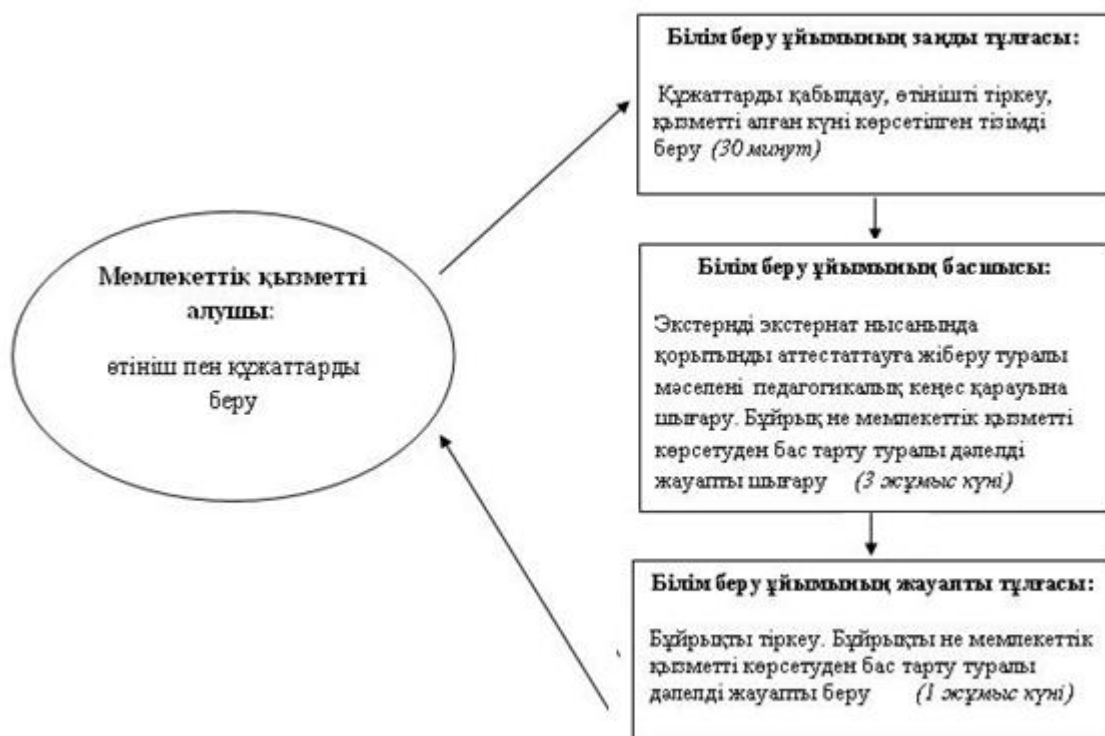 Мемлекеттік қызметті
алушы:
өтініш пен құжаттарды
беру
Білім беру ұйымының заңды тұлғасы:
Құжаттарды қабылдау, өтінішті тіркеу,
қызметті алған күні көрсетілген тізімді
беру (30 минут)
Білім беру ұйымының басшысы:
Экстернді экстернат нысанында
қорытынды аттестаттауға жіберу туралы
мәселені педагогикалық кеңес қарауына
шығару. Бұйрық не мемлекеттік қызметті
көрсетуден бас тарту туралы дәлелді
жауапты шығару (3 жұмыс күні)
Білім беру ұйымының жауапты тұлғасы:
Бұйрықты тіркеу. Бұйрықты не мемлекеттік
қызметті көрсетуден бас тарту туралы
дәлелді жауапты беру (1 жұмыс күні)